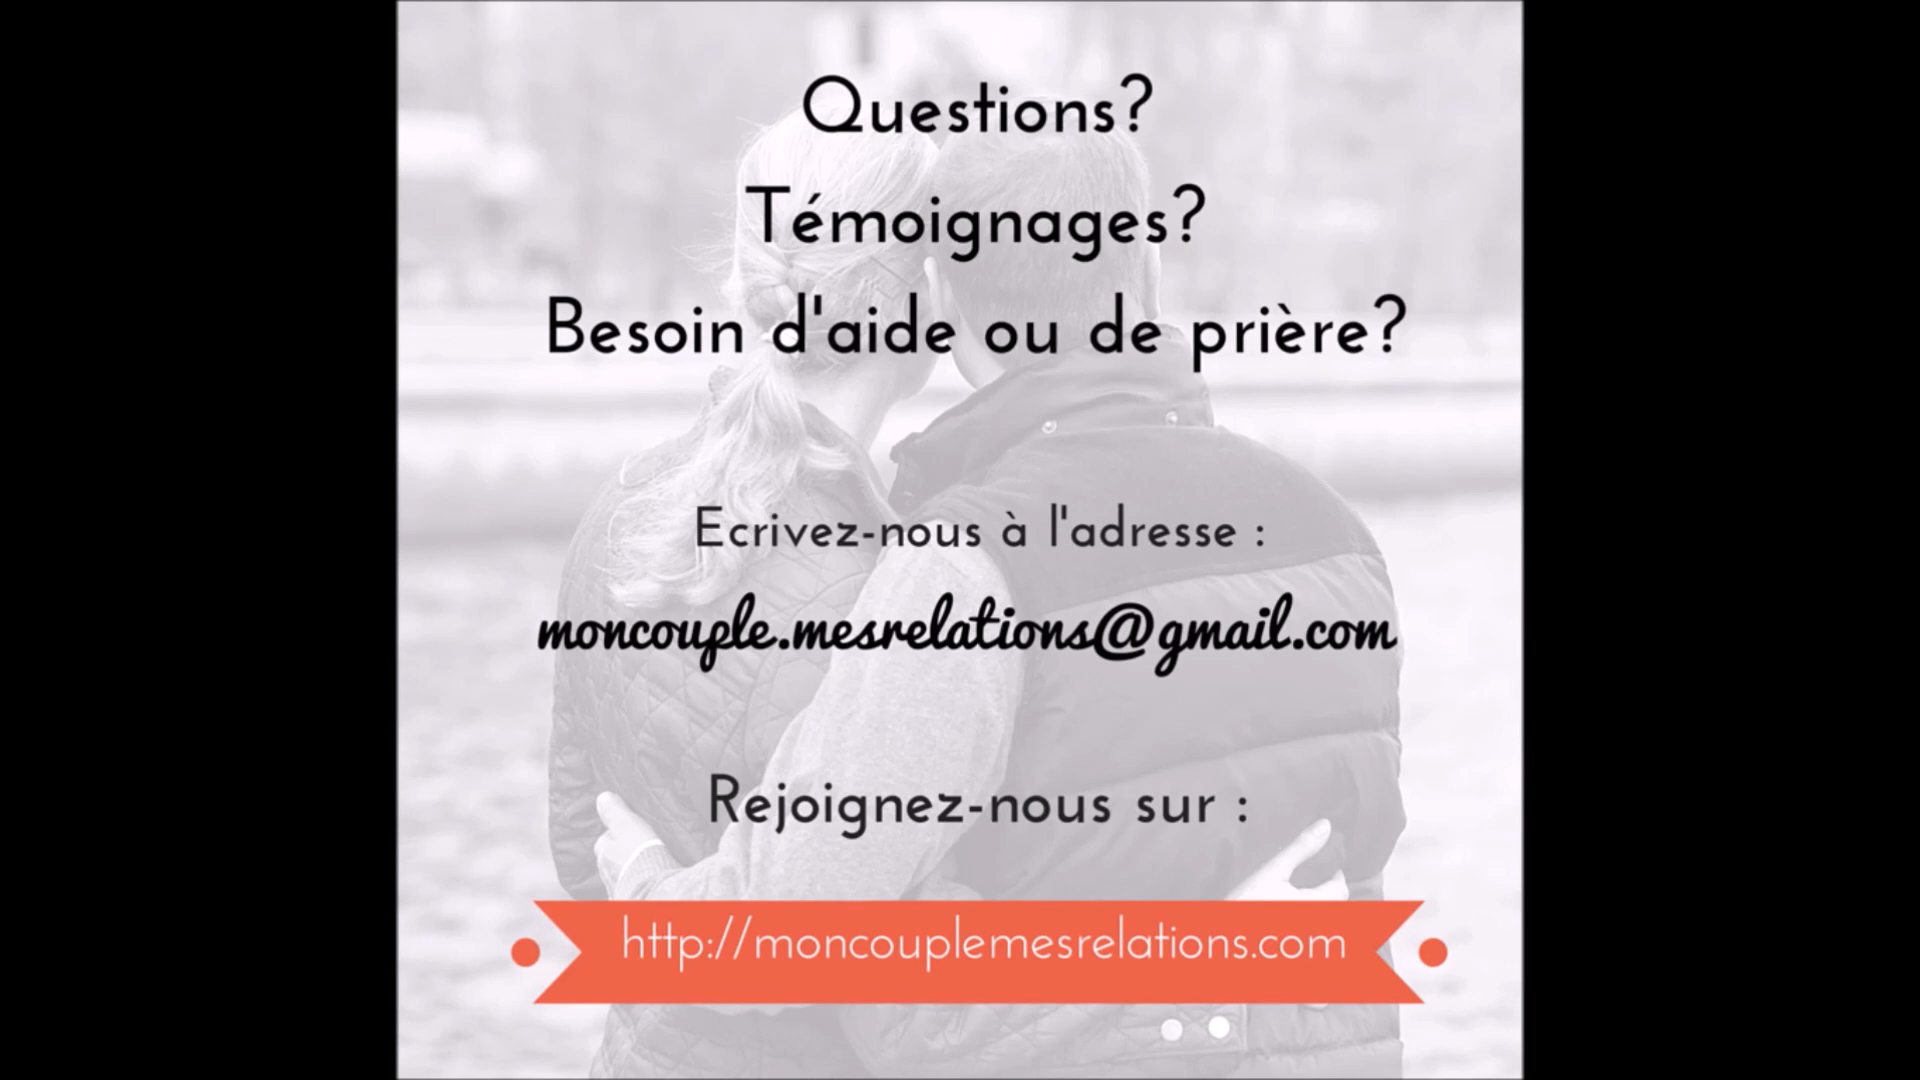 Questions?
Témoignages?
Besoin d'aide ou de prière?
Ecrivez-nous à l'adresse :
moncouple.mesrelations@gmail.com
Rejoignez-nous sur :
http://moncouplemesrelations.com